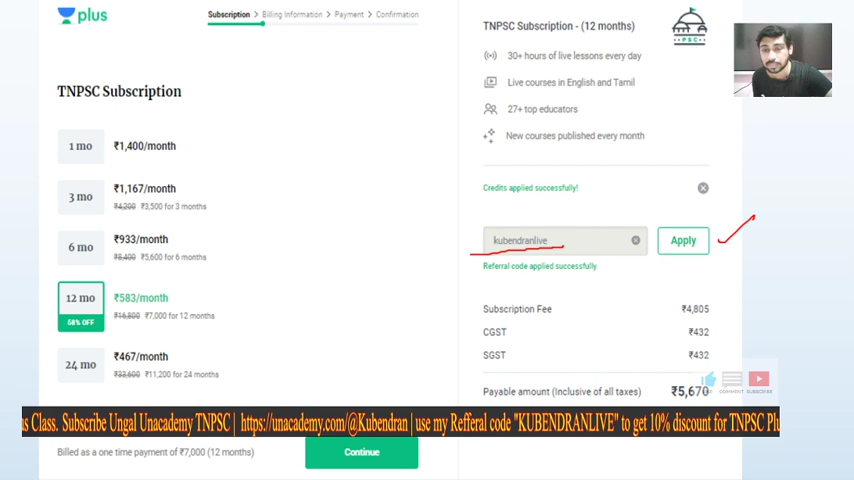 plus
Subscription > Billing Information > Payment > Confirmation
TNPSC Subscription
1 mo ₹1,400/month
3 mo ₹1,167/month
₹4,200 ₹3,500 for 3 months
6 mo ₹933/month
₹8,400 ₹5,600 for 6 months
12 mo ₹583/month
58% OFF ₹16,800 ₹7,000 for 12 months
24 mo ₹467/month
₹33,600 ₹11,200 for 24 months
TNPSC Subscription - (12 months)
PSC
30+ hours of live lessons every day
Live courses in English and Tamil
27+ top educators
New courses published every month
Credits applied successfully!
kubendranlive Apply
Referral code applied successfully
Subscription Fee ₹4,805
CGST ₹432
SGST ₹432
Payable amount (Inclusive of all taxes) ₹5,670
COMMENT SUBSCRIBE
us Class. Subscribe Ungal Unacademy TNPSC | https://unacademy.com/@Kubendran | use my Refferal code "KUBENDRANLIVE" to get 10% discount for TNPSC Plu
Billed as a one time payment of ₹7,000 (12 months) Continue